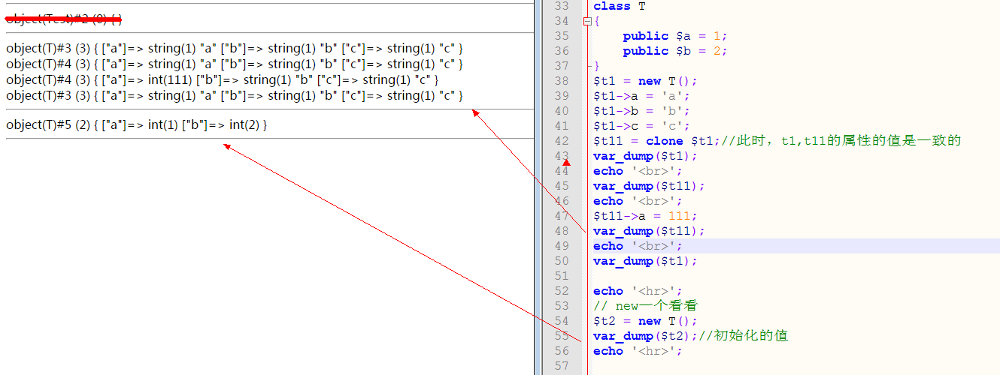 object(Test)#2 (0) { }
object(T)#3 (3) { ["a"]=> string(1) "a" ["b"]=> string(1) "b" ["c"]=> string(1) "c" }
object(T)#4 (3) { ["a"]=> string(1) "a" ["b"]=> string(1) "b" ["c"]=> string(1) "c" }
object(T)#4 (3) { ["a"]=> int(111) ["b"]=> string(1) "b" ["c"]=> string(1) "c" }
object(T)#3 (3) { ["a"]=> string(1) "a" ["b"]=> string(1) "b" ["c"]=> string(1) "c" }
object(T)#5 (2) { ["a"]=> int(1) ["b"]=> int(2) }
33 class T
34 {
35 public $a = 1;
36 public $b = 2;
37 }
38 $t1 = new T();
39 $t1->a = 'a';
40 $t1->b = 'b';
41 $t1->c = 'c';
42 $t11 = clone $t1;//此时，t1,t11的属性的值是一致的
43 var_dump($t1);
44 echo '<br>';
45 var_dump($t11);
46 echo '<br>';
47 $t11->a = 111;
48 var_dump($t11);
49 echo '<br>';
50 var_dump($t1);
51
52 echo '<hr>';
53 // new一个看看
54 $t2 = new T();
55 var_dump($t2);//初始化的值
56 echo '<hr>';
57